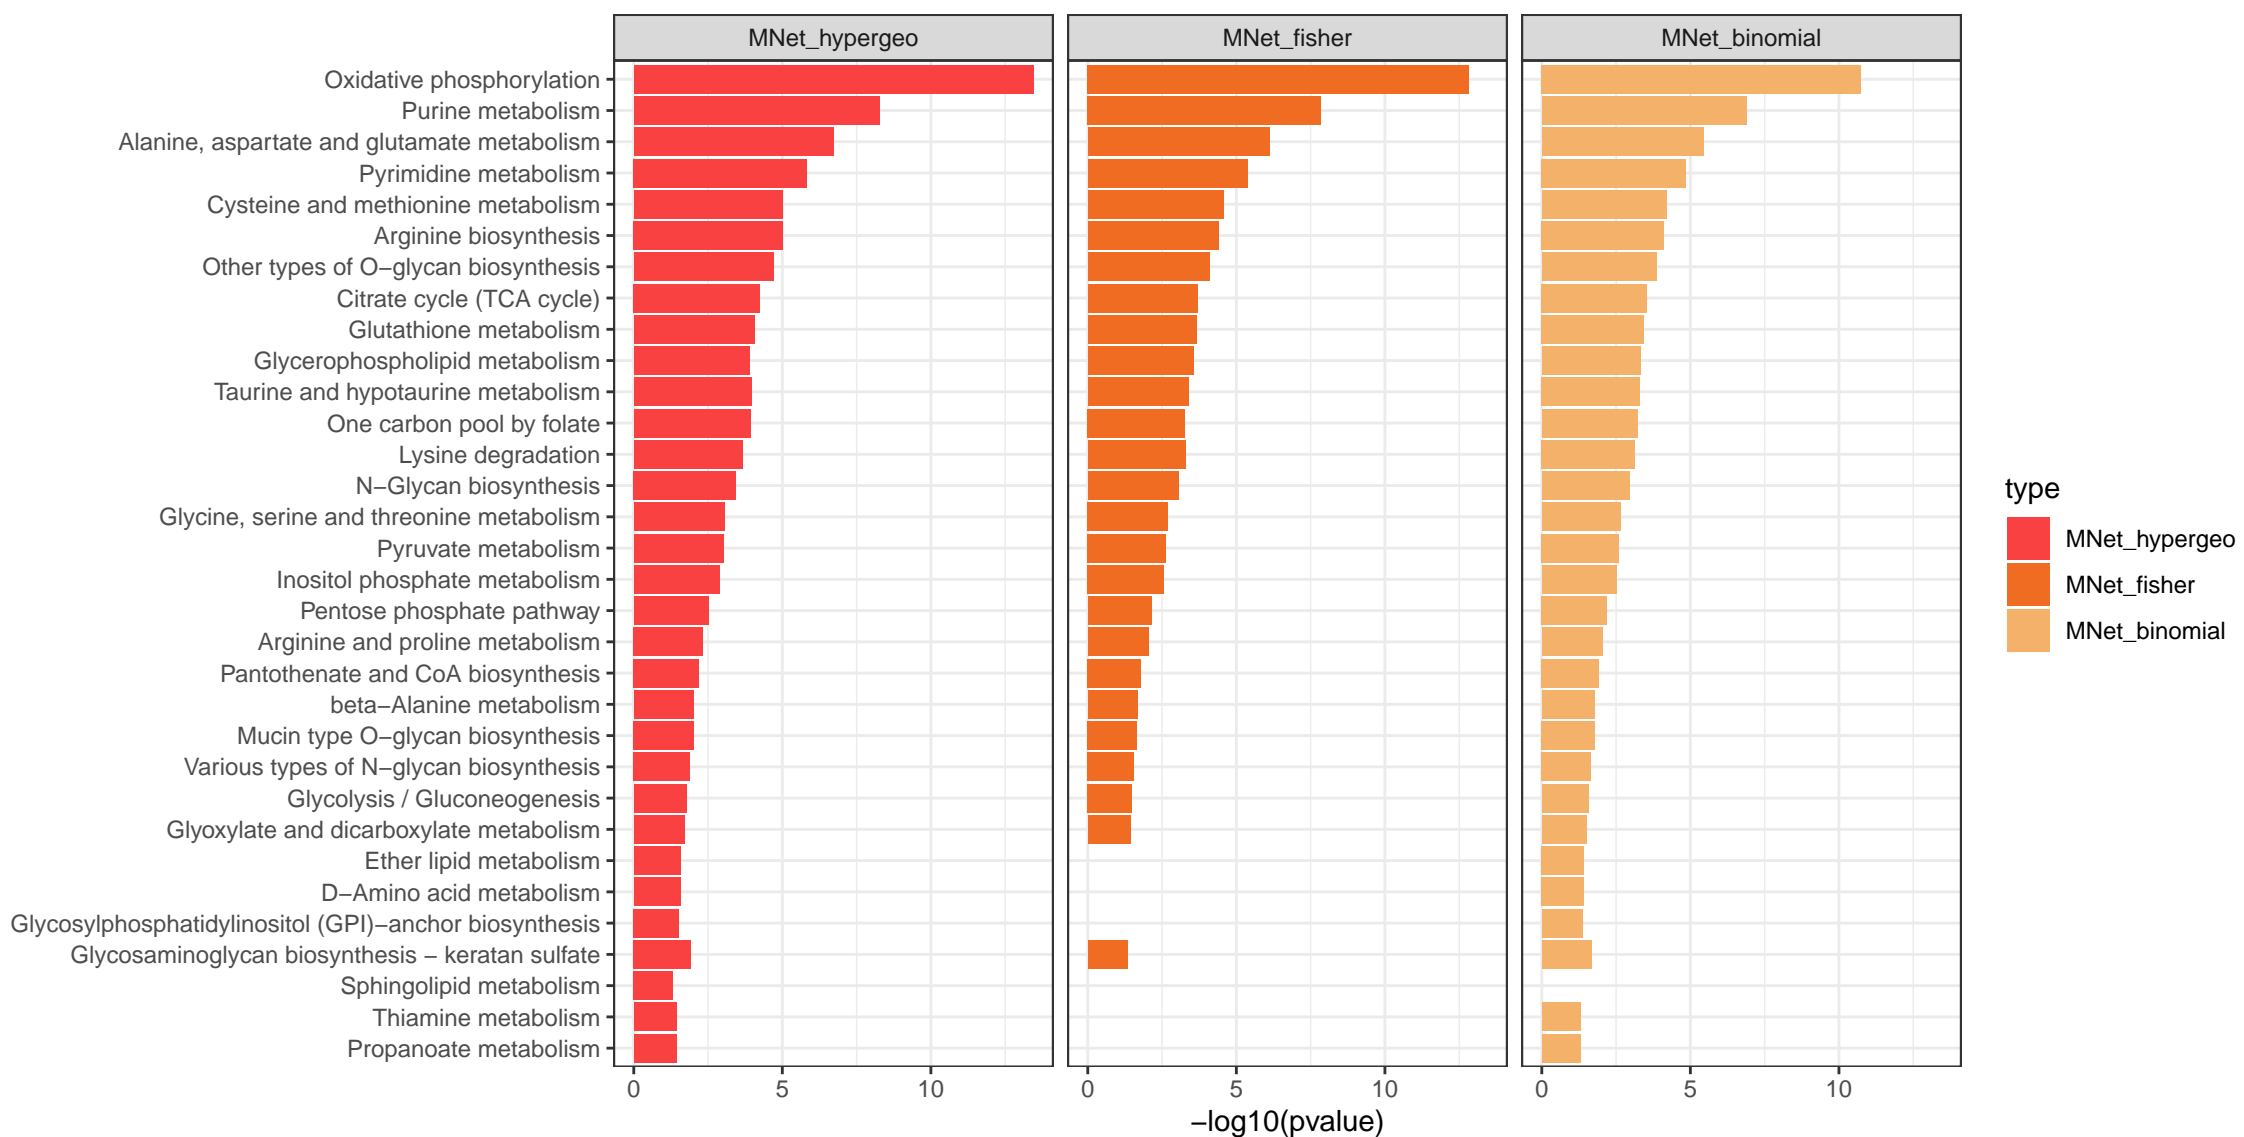 MNet_hypergeo
MNet_fisher
MNet_binomial
Oxidative phosphorylation
Purine metabolism
Alanine, aspartate and glutamate metabolism
Pyrimidine metabolism
Cysteine and methionine metabolism
Arginine biosynthesis
Other types of O−glycan biosynthesis
Citrate cycle (TCA cycle)
Glutathione metabolism
Glycerophospholipid metabolism
Taurine and hypotaurine metabolism
One carbon pool by folate
Lysine degradation
N−Glycan biosynthesis
Glycine, serine and threonine metabolism
Pyruvate metabolism
Inositol phosphate metabolism
Pentose phosphate pathway
Arginine and proline metabolism
Pantothenate and CoA biosynthesis
beta−Alanine metabolism
Mucin type O−glycan biosynthesis
Various types of N−glycan biosynthesis
Glycolysis / Gluconeogenesis
Glyoxylate and dicarboxylate metabolism
Ether lipid metabolism
D−Amino acid metabolism
Glycosylphosphatidylinositol (GPI)−anchor biosynthesis
Glycosaminoglycan biosynthesis − keratan sulfate
Sphingolipid metabolism
Thiamine metabolism
Propanoate metabolism
0 5 10
0 5 10
0 5 10
−log10(pvalue)
type
MNet_hypergeo
MNet_fisher
MNet_binomial